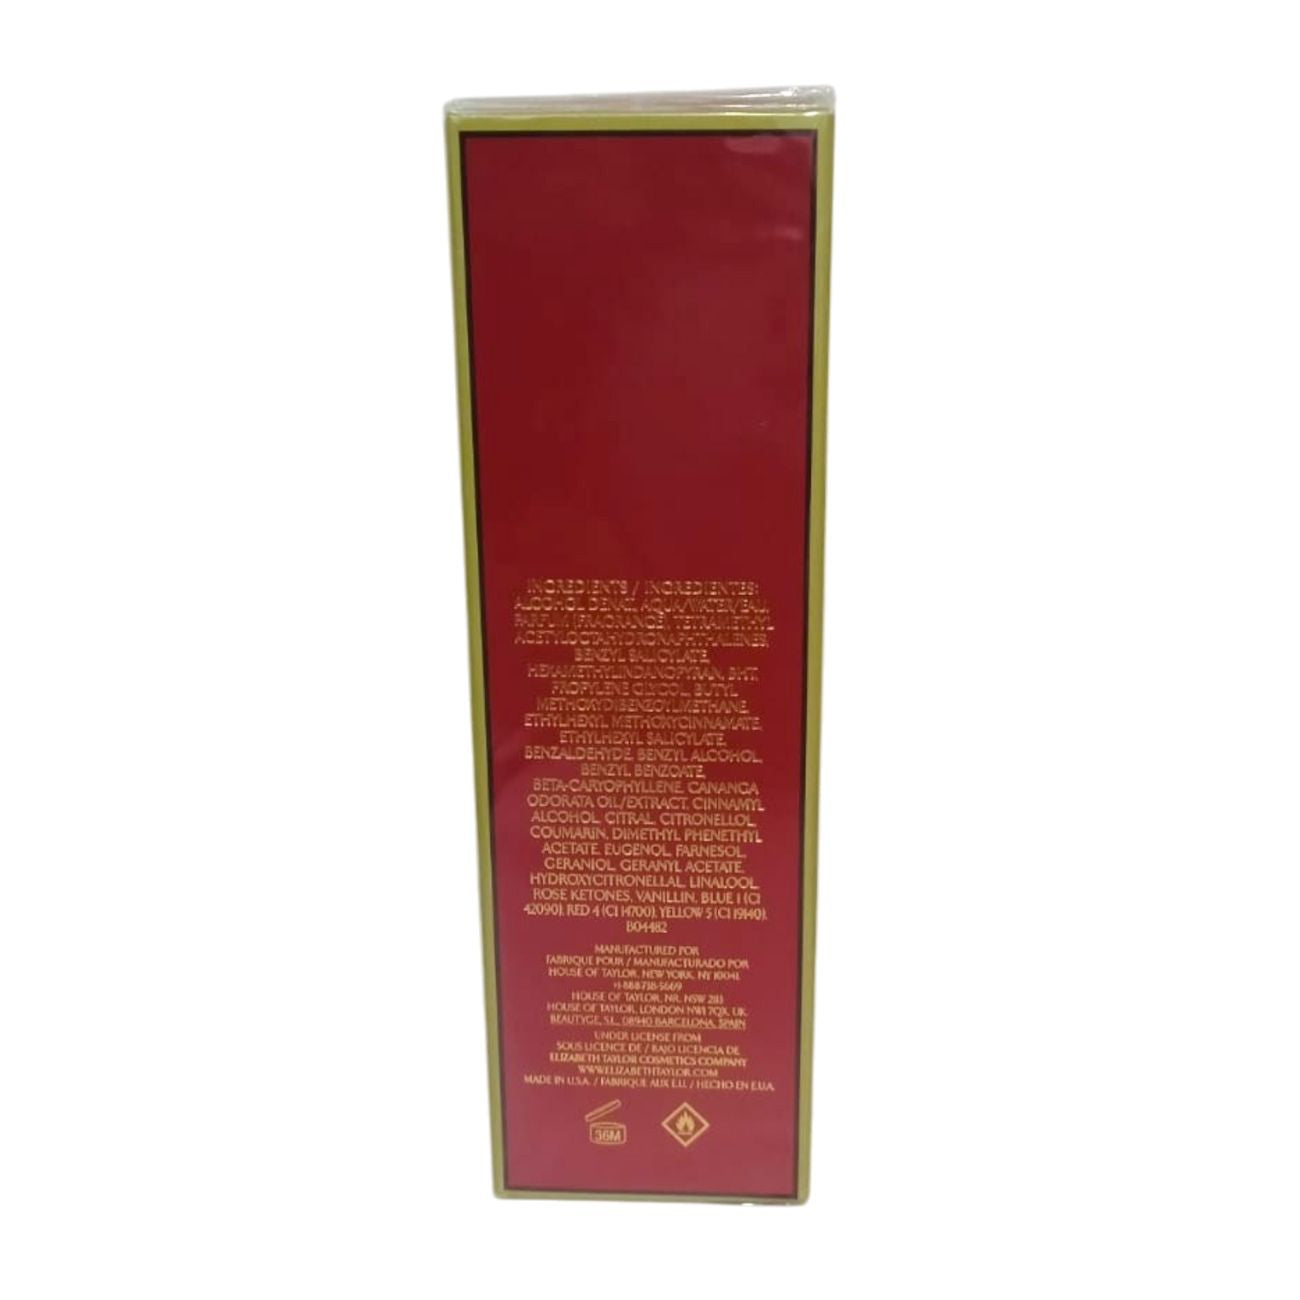 INGREDIENTS / INGREDIENTES:
ALCOHOL DENAT., AQUA/WATER/EAU,
PARFUM (FRAGRANCE), TETRAMETHYL
ACETYLOCTAHYDRONAPHTHALENES,
BENZYL SALICYLATE,
HEXAMETHYLINDANOPYRAN, BHT,
PROPYLENE GLYCOL, BUTYL
METHOXYDIBENZOYLMETHANE,
ETHYLHEXYL METHOXYCINNAMATE,
ETHYLHEXYL SALICYLATE,
BENZALDEHYDE, BENZYL ALCOHOL,
BENZYL BENZOATE,
BETA-CARYOPHYLLENE, CANANGA
ODORATA OIL/EXTRACT, CINNAMYL
ALCOHOL, CITRAL, CITRONELLOL,
COUMARIN, DIMETHYL PHENETHYL
ACETATE, EUGENOL, FARNESOL,
GERANIOL, GERANYL ACETATE,
HYDROXYCITRONELLAL, LINALOOL,
ROSE KETONES, VANILLIN, BLUE 1 (CI
42090), RED 4 (CI 14700), YELLOW 5 (CI 19140).
B04482
MANUFACTURED FOR
FABRIQUE POUR / MANUFACTURADO POR
HOUSE OF TAYLOR, NEW YORK, NY 10041.
+1-888-738-5669
HOUSE OF TAYLOR, NR, NSW 2113
HOUSE OF TAYLOR, LONDON NW1 7QX, UK
BEAUTYGE, S.L., 08940 BARCELONA, SPAIN
UNDER LICENSE FROM
SOUS LICENCE DE / BAJO LICENCIA DE
ELIZABETH TAYLOR COSMETICS COMPANY
WWW.ELIZABETHTAYLOR.COM
MADE IN U.S.A. / FABRIQUE AUX E.U. / HECHO EN E.U.A.
36M